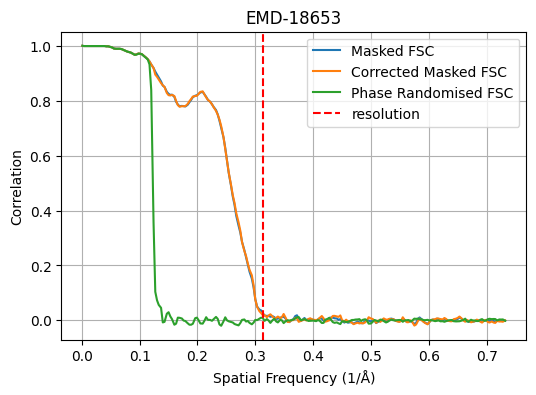 EMD-18653
Masked FSC
Corrected Masked FSC
Phase Randomised FSC
resolution
Correlation
1.0
0.8
0.6
0.4
0.2
0.0
0.0 0.1 0.2 0.3 0.4 0.5 0.6 0.7
Spatial Frequency (1/Å)